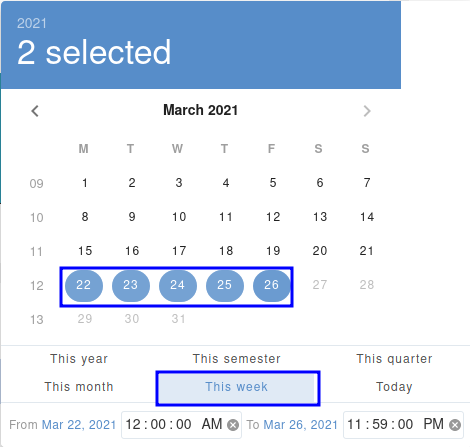 2021
2 selected
March 2021
M T W T F S S
09 1 2 3 4 5 6 7
10 8 9 10 11 12 13 14
11 15 16 17 18 19 20 21
12 22 23 24 25 26 27 28
13 29 30 31
This year This semester This quarter
This month This week Today
From Mar 22, 2021 12:00:00 AM To Mar 26, 2021 11:59:00 PM